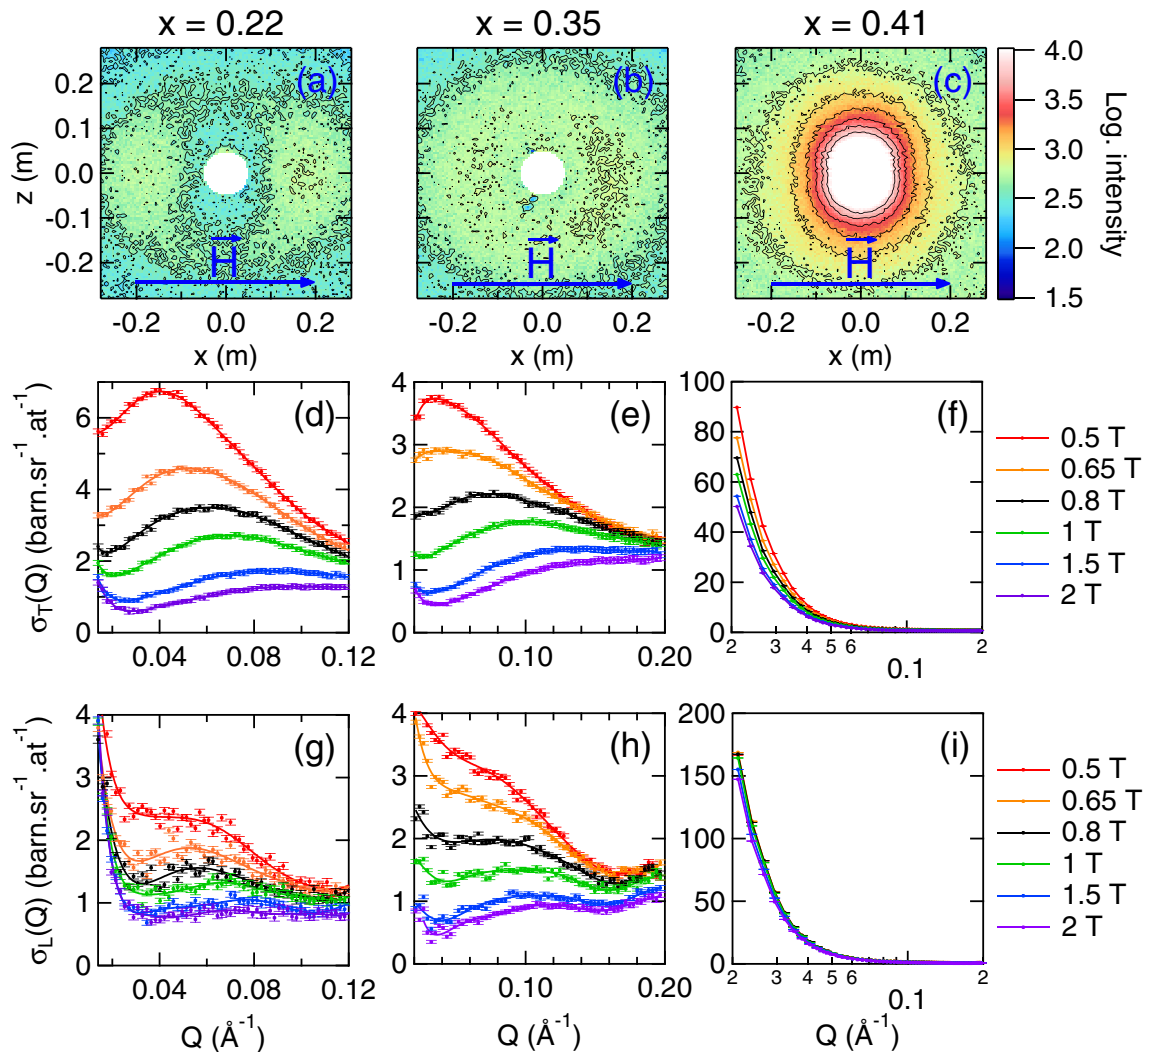 x = 0.22 x = 0.35 x = 0.41
(a) (b) (c)
0.2
0.1
0.0
-0.1
-0.2
z (m)
H H H
-0.2 0.0 0.2 -0.2 0.0 0.2 -0.2 0.0 0.2
x (m) x (m) x (m)
4.0
3.5
3.0
2.5
2.0
1.5
Log. intensity
σT(Q) (barn.sr⁻¹.at⁻¹)
(d)
6
4
2
0
0.04 0.08 0.12
(e)
4
3
2
1
0
0.10 0.20
(f)
100
80
60
40
20
0
2 3 4 5 6 2
0.1
0.5 T
0.65 T
0.8 T
1 T
1.5 T
2 T
σL(Q) (barn.sr⁻¹.at⁻¹)
(g)
4
3
2
1
0
0.04 0.08 0.12
Q (Å⁻¹)
(h)
4
3
2
1
0
0.10 0.20
Q (Å⁻¹)
(i)
200
150
100
50
0
2 3 4 5 6 2
0.1
Q (Å⁻¹)
0.5 T
0.65 T
0.8 T
1 T
1.5 T
2 T